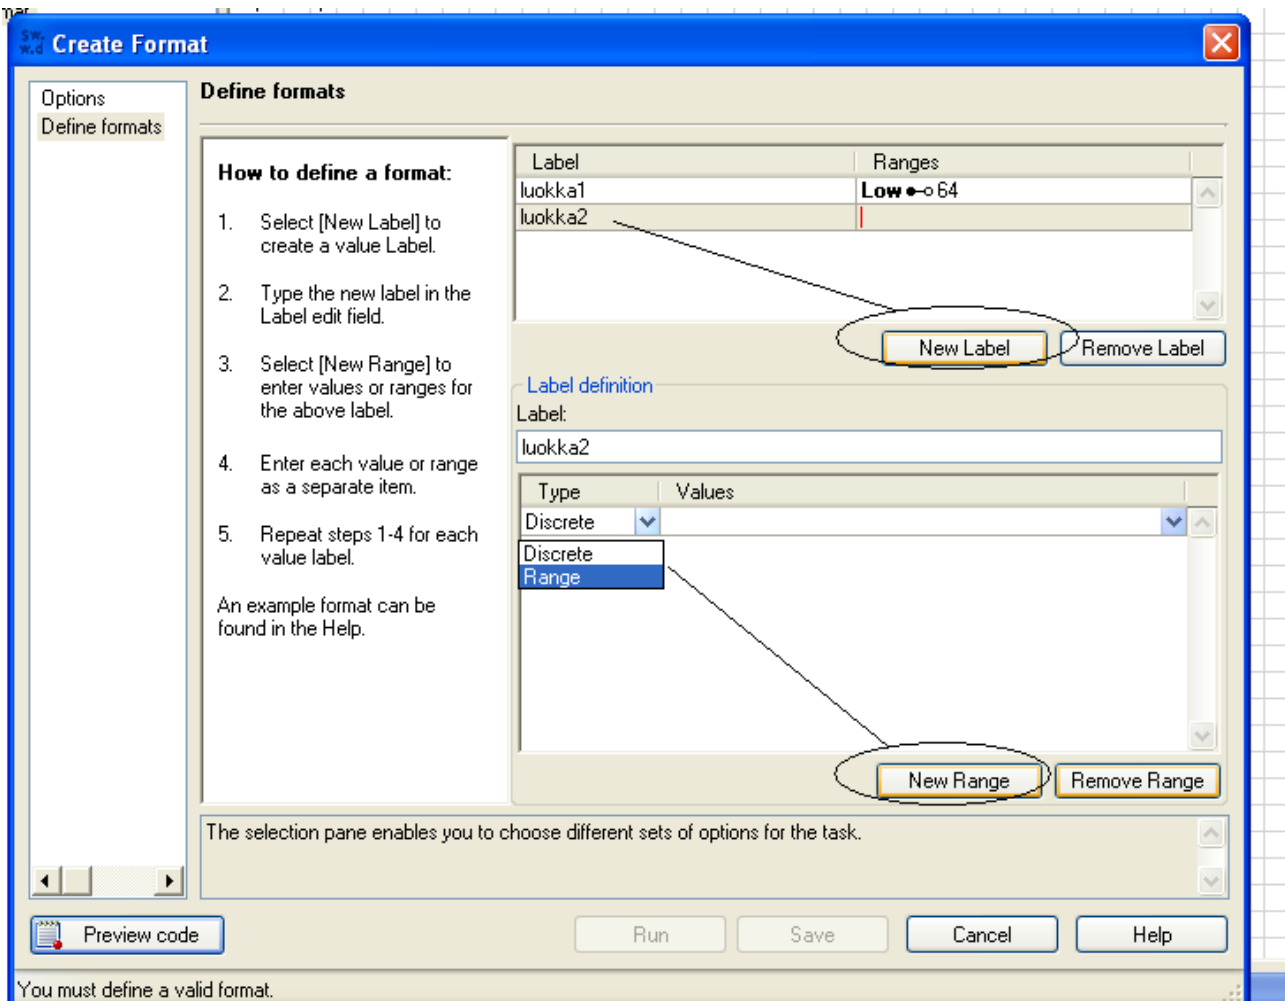 Create Format
Options
Define formats
Define formats
How to define a format:
1. Select [New Label] to
create a value Label.
2. Type the new label in the
Label edit field.
3. Select [New Range] to
enter values or ranges for
the above label.
4. Enter each value or range
as a separate item.
5. Repeat steps 1-4 for each
value label.
An example format can be
found in the Help.
Label Ranges
luokka1 Low 64
luokka2
New Label Remove Label
Label definition
Label:
luokka2
Type Values
Discrete
Discrete
Range
New Range Remove Range
The selection pane enables you to choose different sets of options for the task.
Preview code Run Save Cancel Help
You must define a valid format.